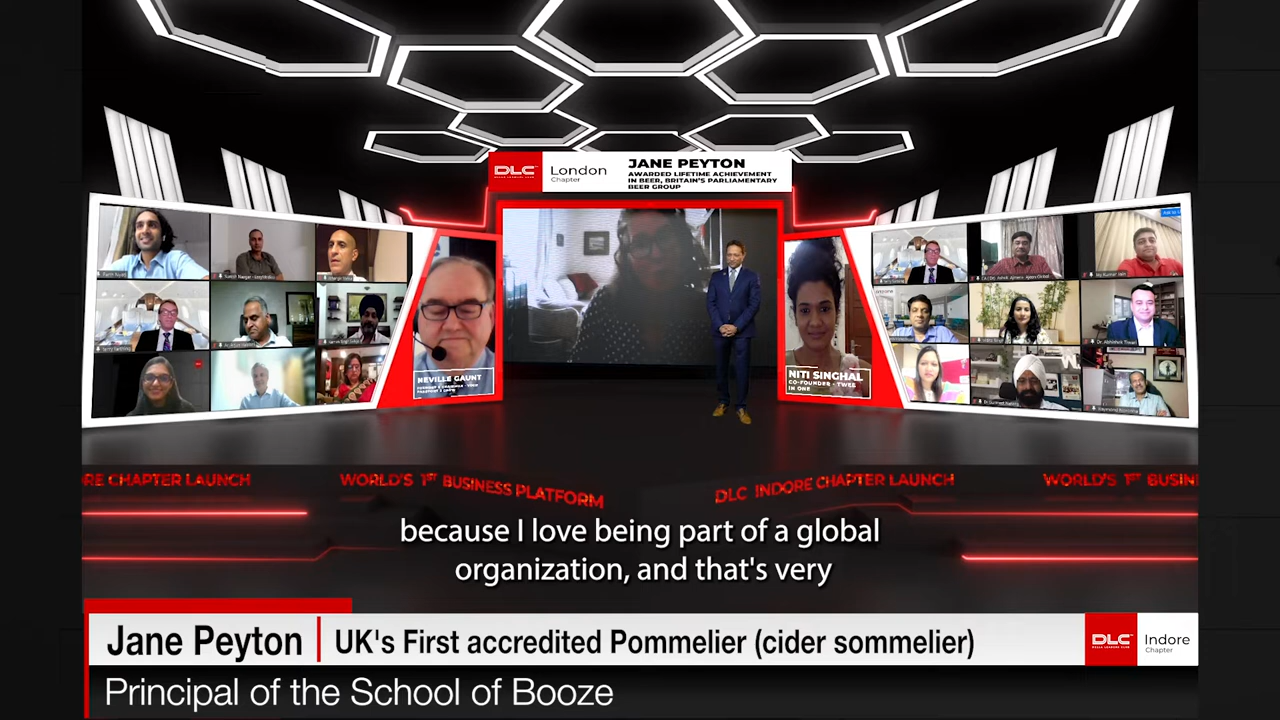 DLC
London
Chapter
JANE PEYTON
AWARDED LIFETIME ACHIEVEMENT
IN BEER, BRITAIN'S PARLIAMENTARY
BEER GROUP
NEVILLE GAUNT
NITI SINGHAL
CO-FOUNDER - TWEE
IN ONE
RE CHAPTER LAUNCH
WORLD'S 1ST BUSINESS PLATFORM
DLC INDORE CHAPTER LAUNCH
WORLD'S 1ST BUSIN
because I love being part of a global
organization, and that's very
Jane Peyton
UK's First accredited Pommelier (cider sommelier)
DLC
Indore
Chapter
Principal of the School of Booze